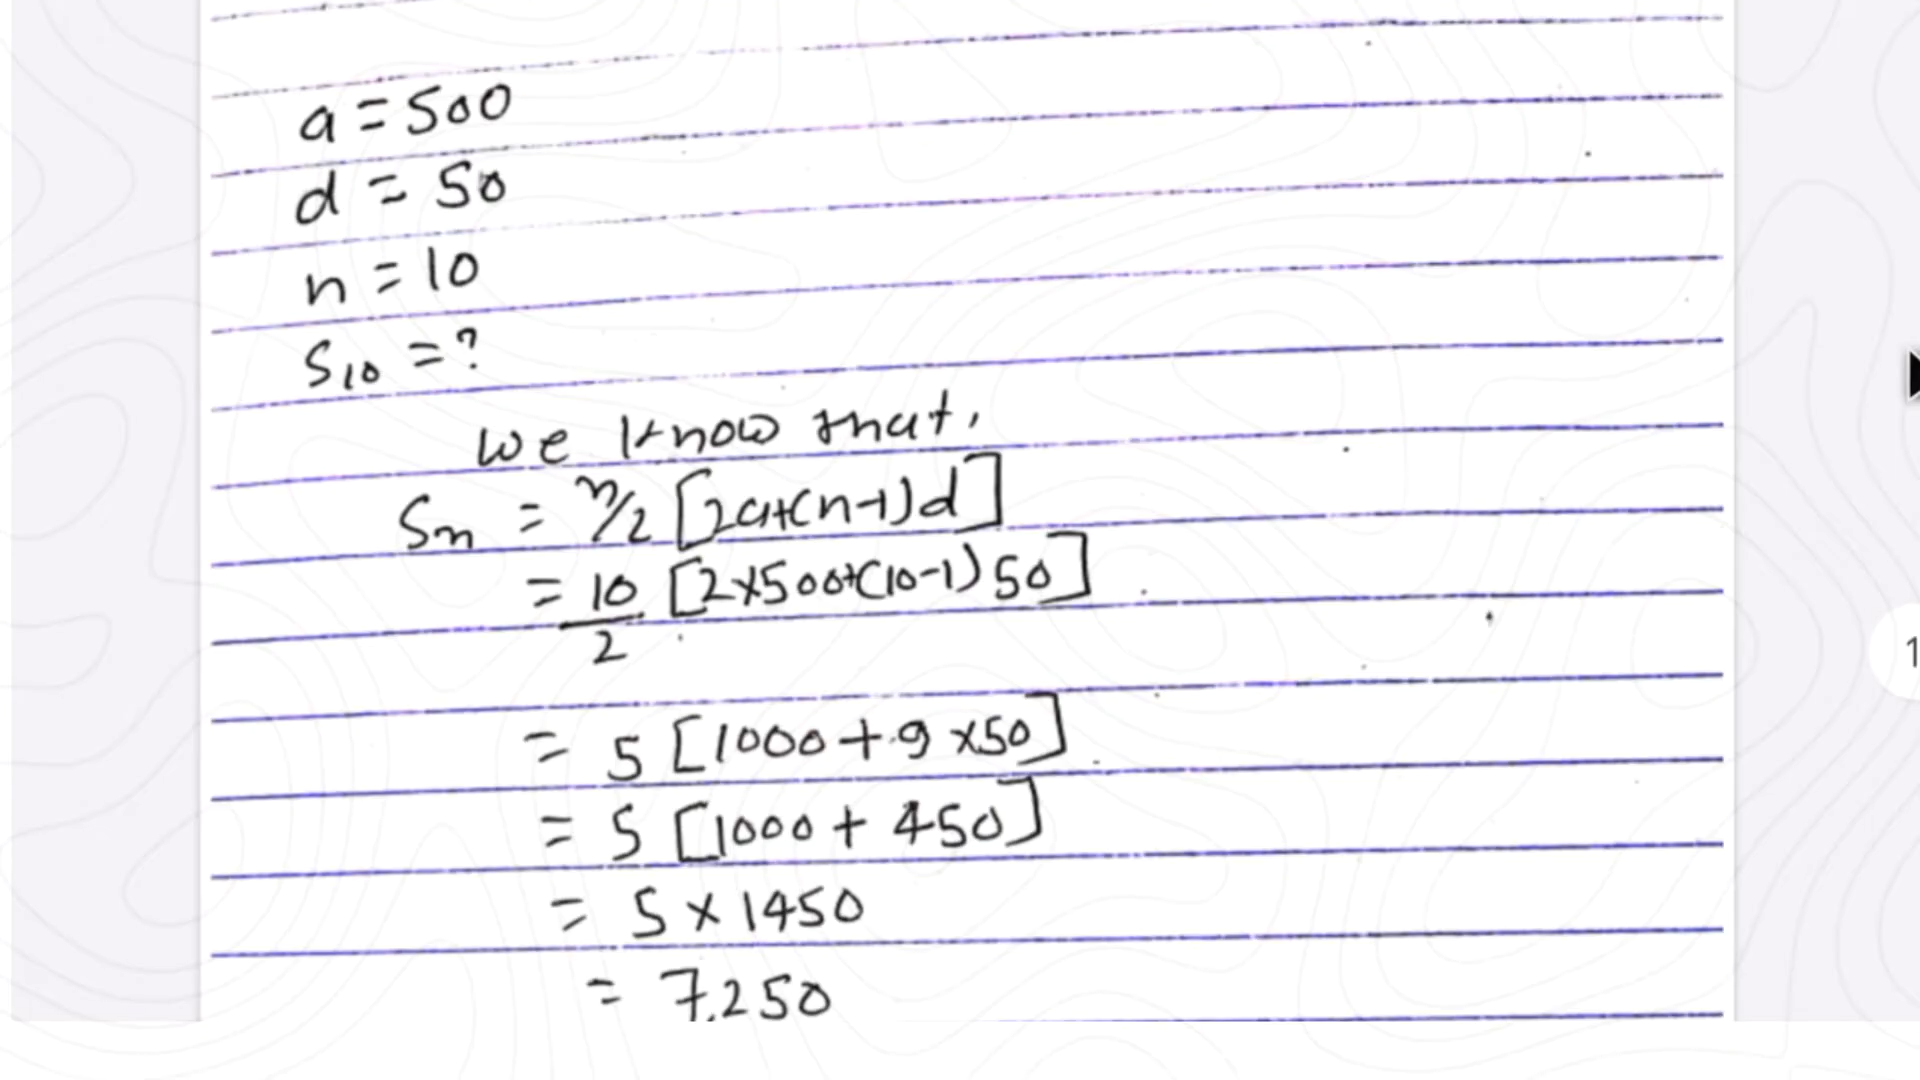 a = 500
d = 50
n = 10
S₁₀ = ?
we know that,
Sₙ = n/2 [2a+(n-1)d]
= 10/2 [2×500+(10-1)50]
= 5 [1000+9×50]
= 5 [1000+450]
= 5 × 1450
= 7,250
1